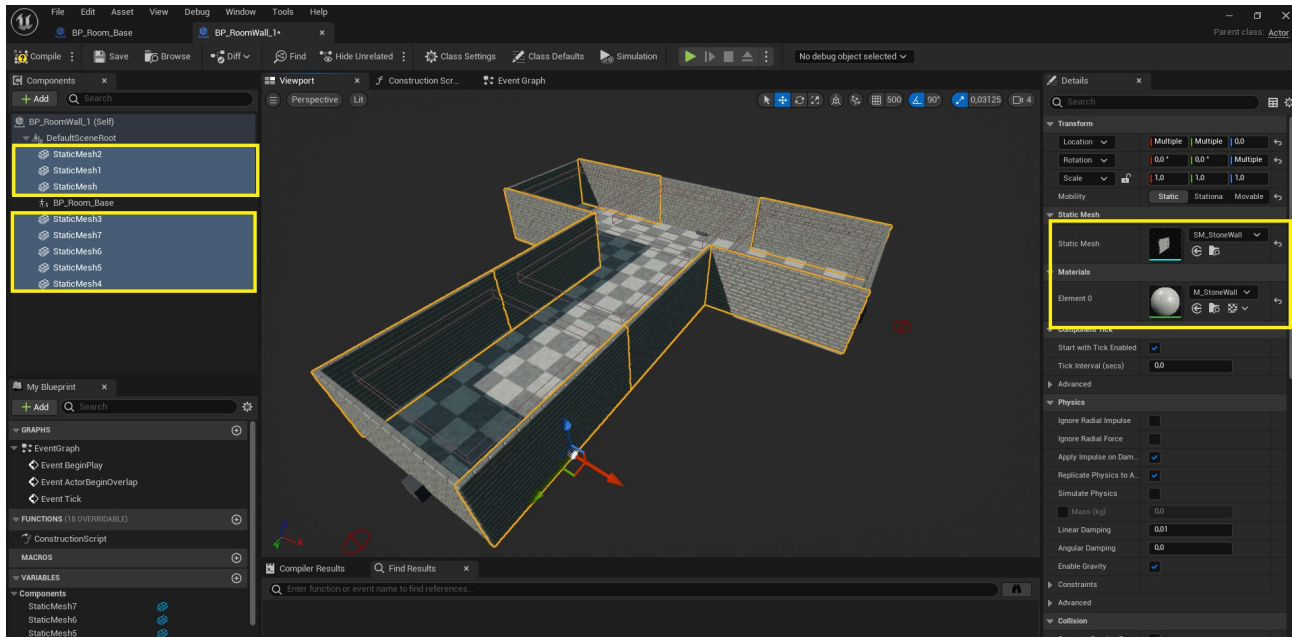 File Edit Asset View Debug Window Tools Help
BP_Room_Base BP_RoomWall_1• Parent class: Actor
Compile Save Browse Diff Find Hide Unrelated Class Settings Class Defaults Simulation No debug object selected
Components
+ Add Search
BP_RoomWall_1 (Self)
DefaultSceneRoot
StaticMesh2
StaticMesh1
StaticMesh
BP_Room_Base
StaticMesh3
StaticMesh7
StaticMesh6
StaticMesh5
StaticMesh4
My Blueprint
+ Add Search
GRAPHS
EventGraph
Event BeginPlay
Event ActorBeginOverlap
Event Tick
FUNCTIONS (18 OVERRIDABLE)
ConstructionScript
MACROS
VARIABLES
Components
StaticMesh7
StaticMesh6
StaticMesh5
Viewport Construction Scr... Event Graph
Perspective Lit 500 90° 0,03125 4
Z X Y
Compiler Results Find Results
Enter function or event name to find references...
Details
Search
Transform
Location Multiple Multiple 0,0
Rotation 0,0 ° 0,0 ° Multiple
Scale 1,0 1,0 1,0
Mobility Static Stationa Movable
Static Mesh
Static Mesh SM_StoneWall
Materials
Element 0 M_StoneWall
Component Tick
Start with Tick Enabled
Tick Interval (secs) 0,0
Advanced
Physics
Ignore Radial Impulse
Ignore Radial Force
Apply Impulse on Dam...
Replicate Physics to A...
Simulate Physics
Mass (kg) 0,0
Linear Damping 0,01
Angular Damping 0,0
Enable Gravity
Constraints
Advanced
Collision